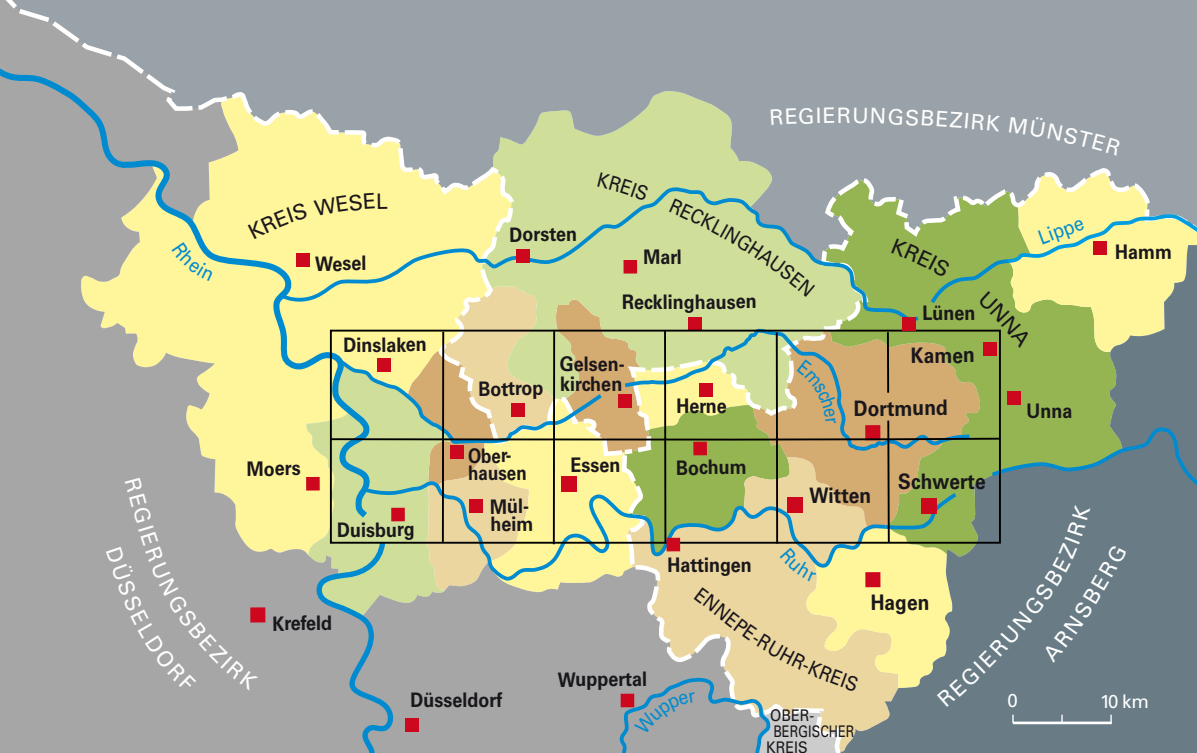 REGIERUNGSBEZIRK MÜNSTER
KREIS WESEL
KREIS
RECKLINGHAUSEN
KREIS
UNNA
Rhein
Lippe
Wesel
Dorsten
Marl
Hamm
Recklinghausen
Lünen
Dinslaken
Kamen
Gelsen-
kirchen
Emscher
Bottrop
Herne
Dortmund
Unna
Moers
Ober-
hausen
Essen
Bochum
Schwerte
Witten
Mül-
heim
Duisburg
Hattingen
Ruhr
REGIERUNGSBEZIRK
DÜSSELDORF
Krefeld
Hagen
ENNEPE-RUHR-KREIS
REGIERUNGSBEZIRK
ARNSBERG
Wuppertal
Düsseldorf
Wupper
OBER-
BERGISCHER
KREIS
0 10 km